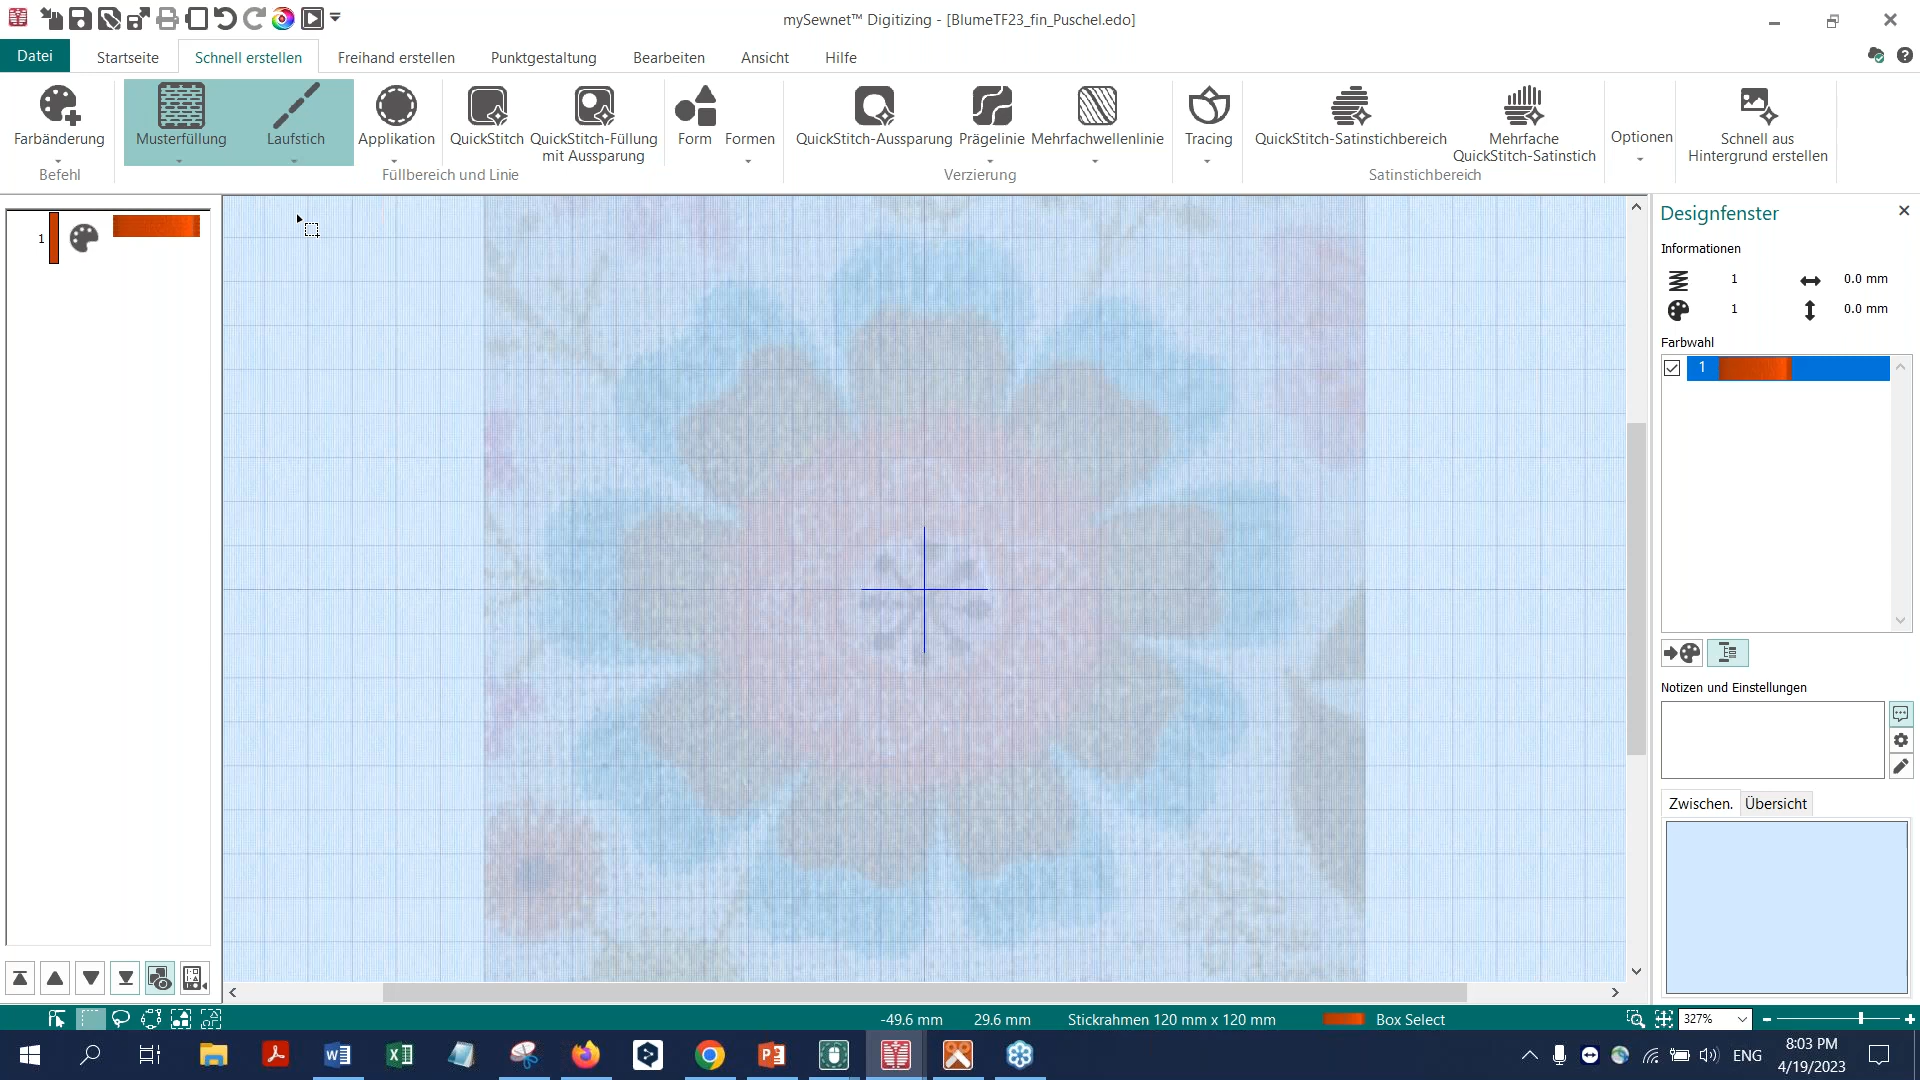 mySewnet™ Digitizing - [BlumeTF23_fin_Puschel.edo]
Datei
Startseite
Schnell erstellen
Freihand erstellen
Punktgestaltung
Bearbeiten
Ansicht
Hilfe
Farbänderung
Befehl
Musterfüllung
Laufstich
Applikation
QuickStitch
QuickStitch-Füllung
mit Aussparung
Form
Formen
Füllbereich und Linie
QuickStitch-Aussparung
Prägelinie
Mehrfachwellenlinie
Verzierung
Tracing
QuickStitch-Satinstichbereich
Mehrfache
QuickStitch-Satinstich
Satinstichbereich
Optionen
Schnell aus
Hintergrund erstellen
1
Designfenster
Informationen
1
0.0 mm
1
0.0 mm
Farbwahl
1
Notizen und Einstellungen
Zwischen.
Übersicht
-49.6 mm
29.6 mm
Stickrahmen 120 mm x 120 mm
Box Select
327%
ENG
8:03 PM
4/19/2023